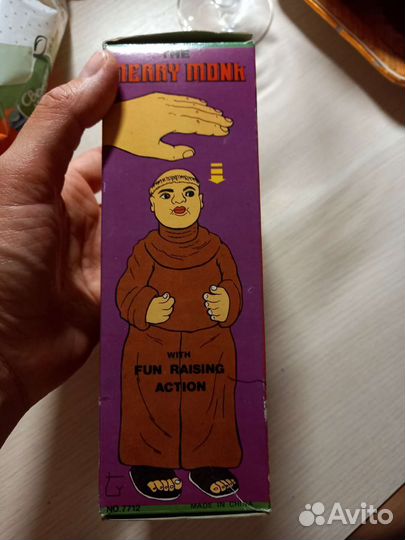 THE
MERRY MONK
WITH
FUN RAISING
ACTION
NO.7712
MADE IN CHINA
Avito